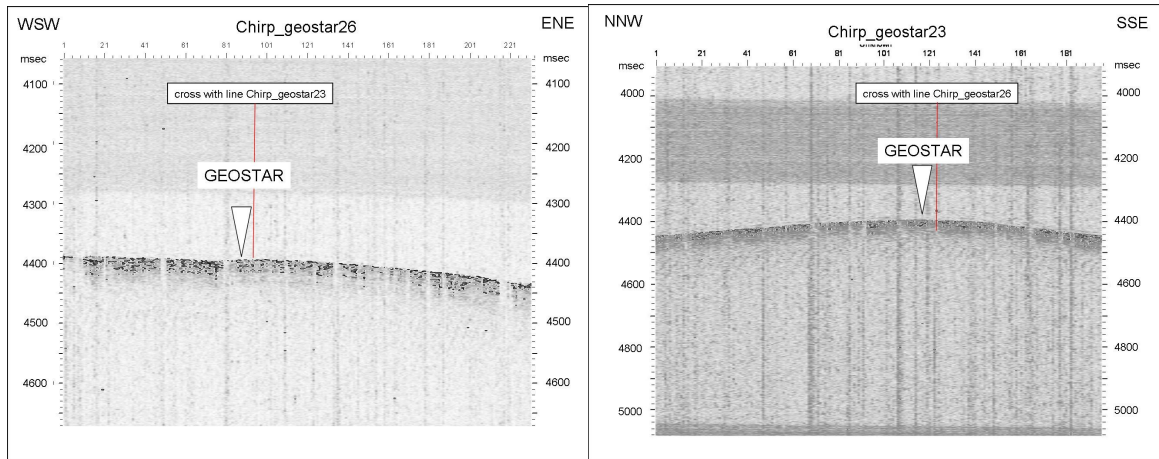 WSW
Chirp_geostar26
ENE
1 21 41 61 81 101 121 141 161 181 201 221
msec
msec
cross with line Chirp_geostar23
GEOSTAR
4100 4100
4200 4200
4300 4300
4400 4400
4500 4500
4600 4600
NNW
Chirp_geostar23
SSE
1 21 41 61 81 101 121 141 161 181
msec
msec
cross with line Chirp_geostar26
GEOSTAR
4000 4000
4200 4200
4400 4400
4600 4600
4800 4800
5000 5000